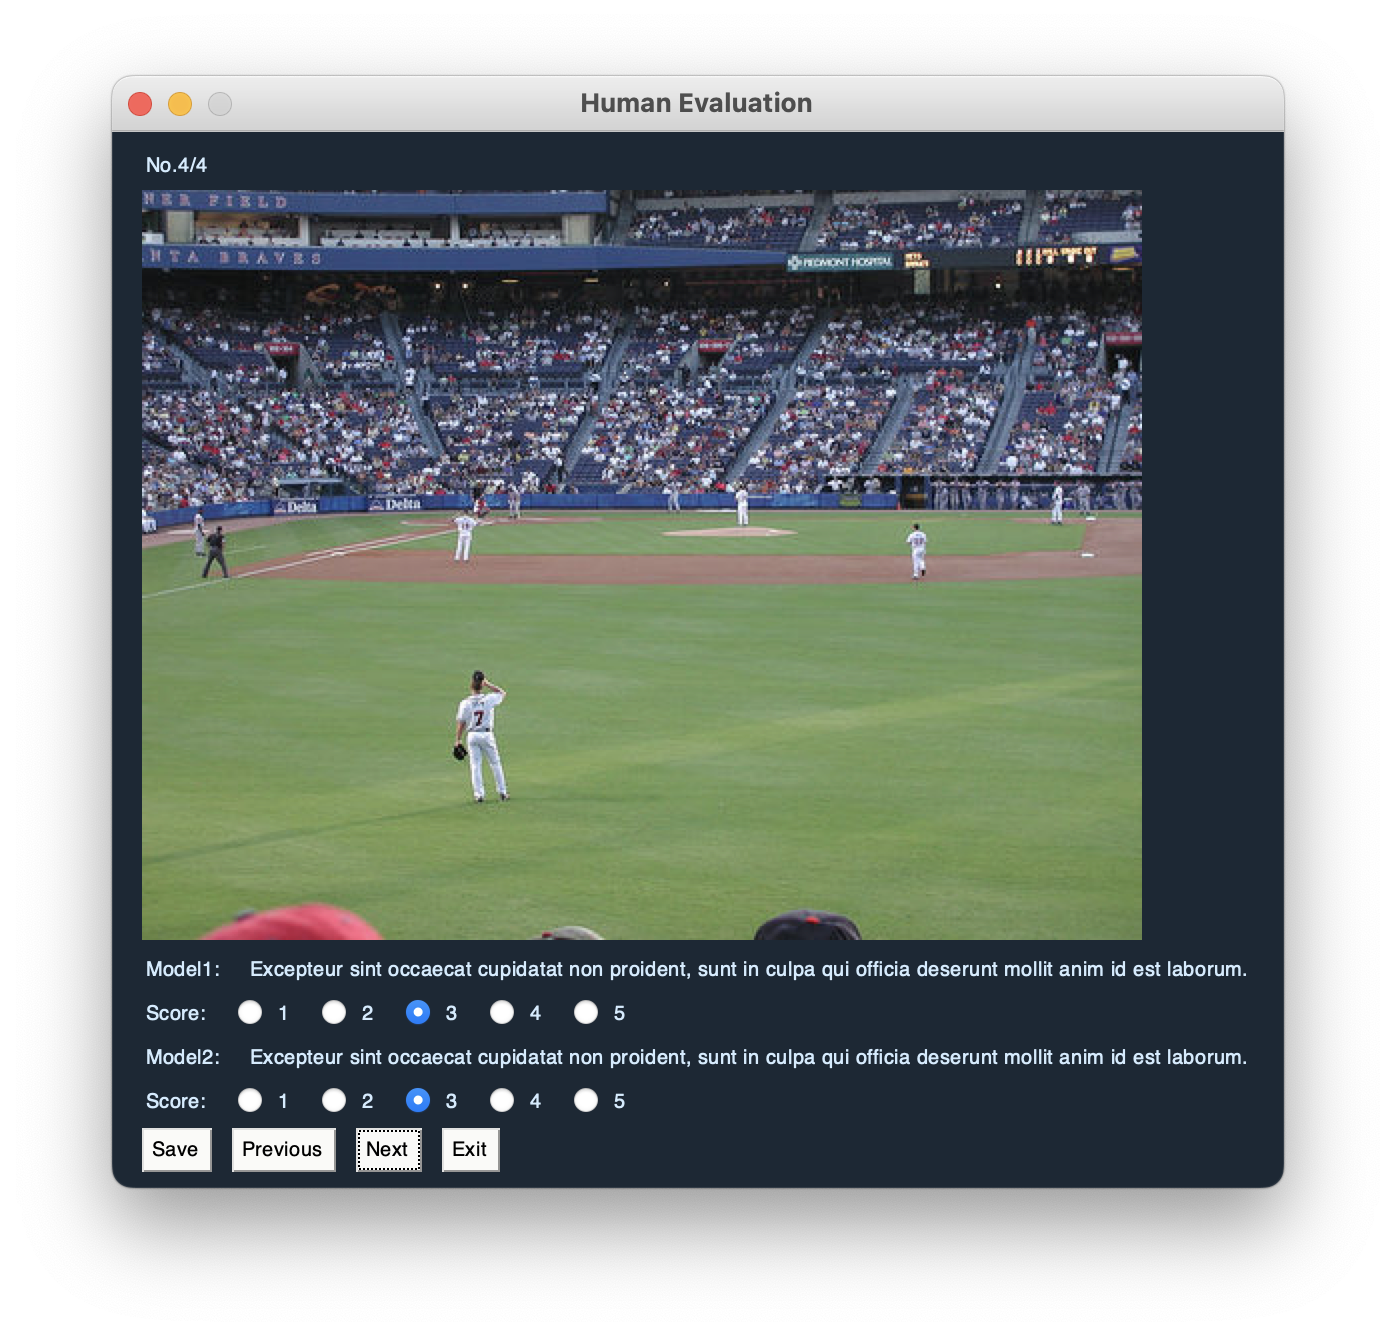 Human Evaluation
No.4/4
NER FIELD
NTA BRAVES
PIEDMONT HOSPITAL
Delta
Delta
7
Model1: Excepteur sint occaecat cupidatat non proident, sunt in culpa qui officia deserunt mollit anim id est laborum.
Score: 1 2 3 4 5
Model2: Excepteur sint occaecat cupidatat non proident, sunt in culpa qui officia deserunt mollit anim id est laborum.
Score: 1 2 3 4 5
Save Previous Next Exit